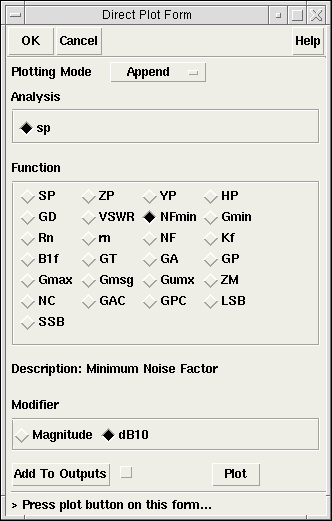 Direct Plot Form
OK Cancel Help
Plotting Mode Append
Analysis
sp
Function
SP ZP YP HP
GD VSWR NFmin Gmin
Rn rn NF Kf
B1f GT GA GP
Gmax Gmsg Gumx ZM
NC GAC GPC LSB
SSB
Description: Minimum Noise Factor
Modifier
Magnitude dB10
Add To Outputs Plot
> Press plot button on this form...